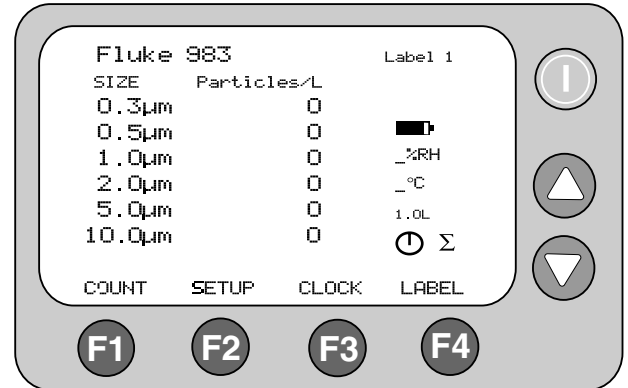 Fluke 983 Label 1
SIZE Particles/L
0.3µm 0
0.5µm 0
1.0µm 0 _%RH
2.0µm 0 _°C
5.0µm 0 1.0L
10.0µm 0 Σ
COUNT SETUP CLOCK LABEL
F1 F2 F3 F4